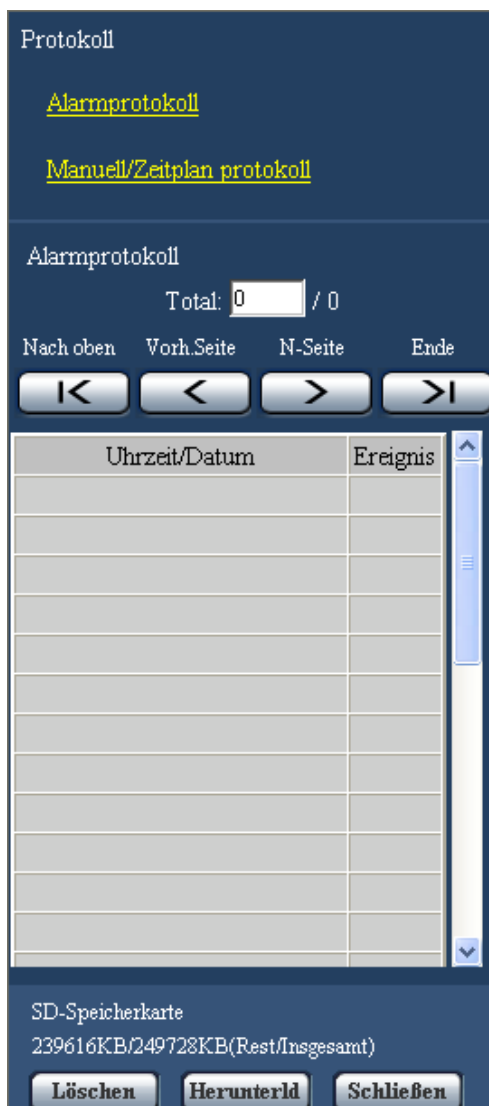 Protokoll
Alarmprotokoll
Manuell/Zeitplan protokoll
Alarmprotokoll
Total: 0 / 0
Nach oben Vorh.Seite N-Seite Ende
Uhrzeit/Datum Ereignis
SD-Speicherkarte
239616KB/249728KB(Rest/Insgesamt)
Löschen Herunterld Schließen